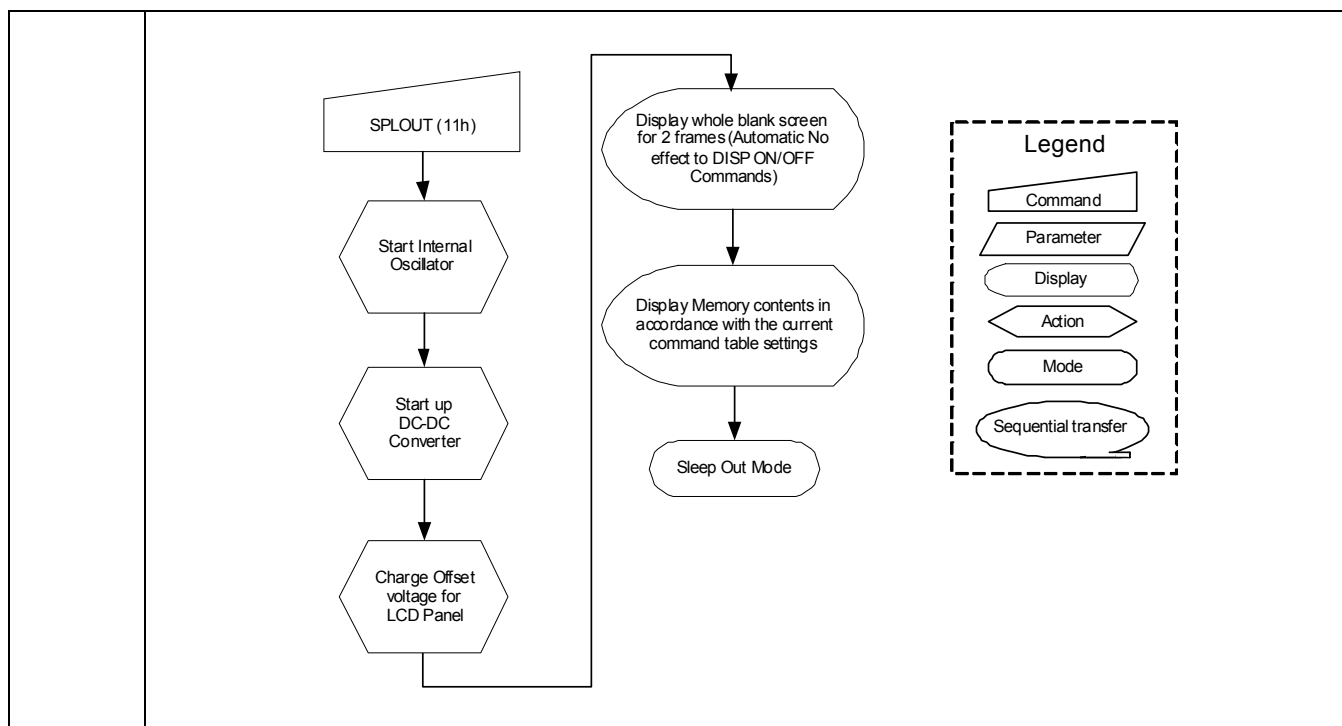 SPLOUT (11h)
Start Internal
Oscillator
Start up
DC-DC
Converter
Charge Offset
voltage for
LCD Panel
Display whole blank screen
for 2 frames (Automatic No
effect to DISP ON/OFF
Commands)
Display Memory contents in
accordance with the current
command table settings
Sleep Out Mode
Legend
Command
Parameter
Display
Action
Mode
Sequential transfer